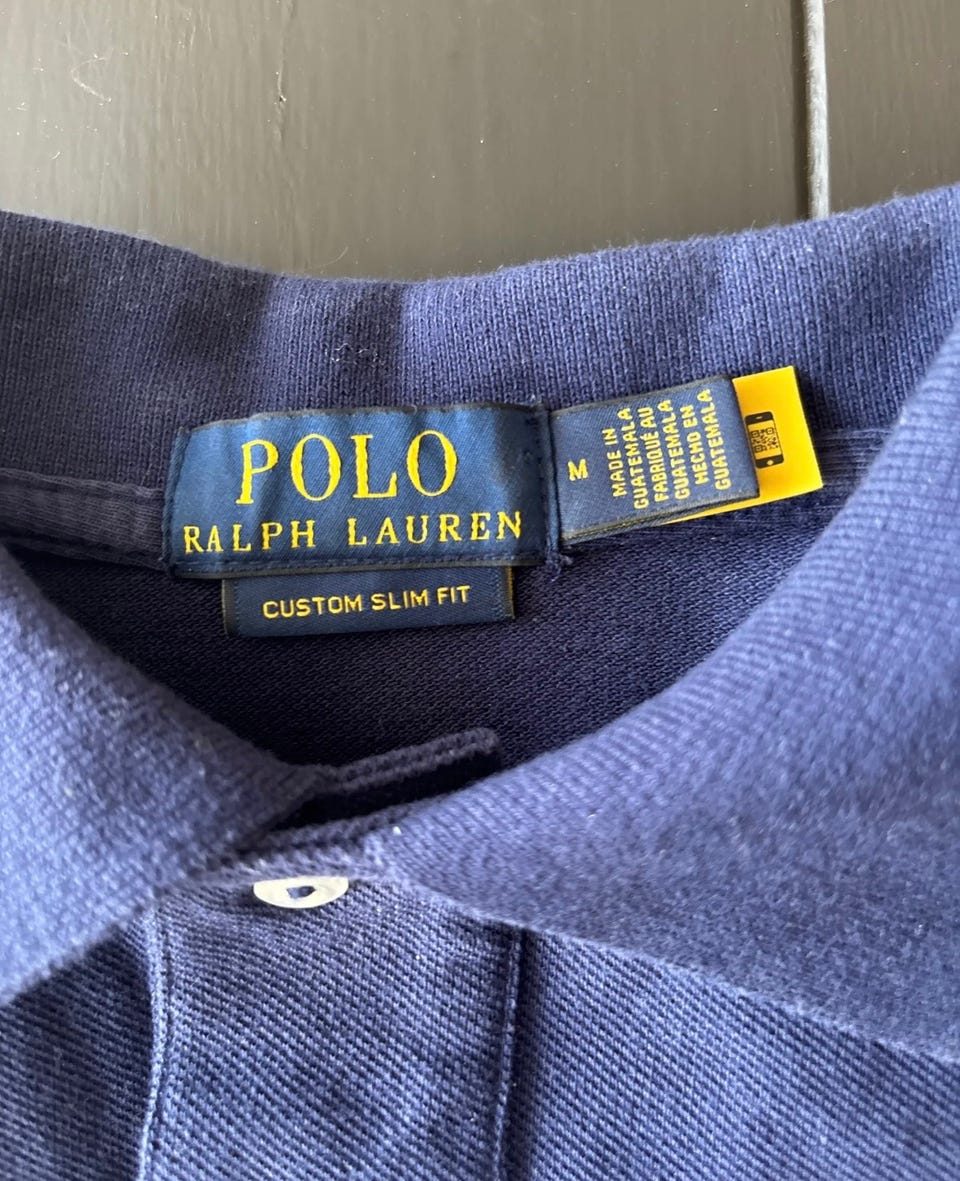 POLO
RALPH LAUREN
CUSTOM SLIM FIT
M
MADE IN
GUATEMALA
FABRIQUÉ AU
GUATEMALA
HECHO EN
GUATEMALA